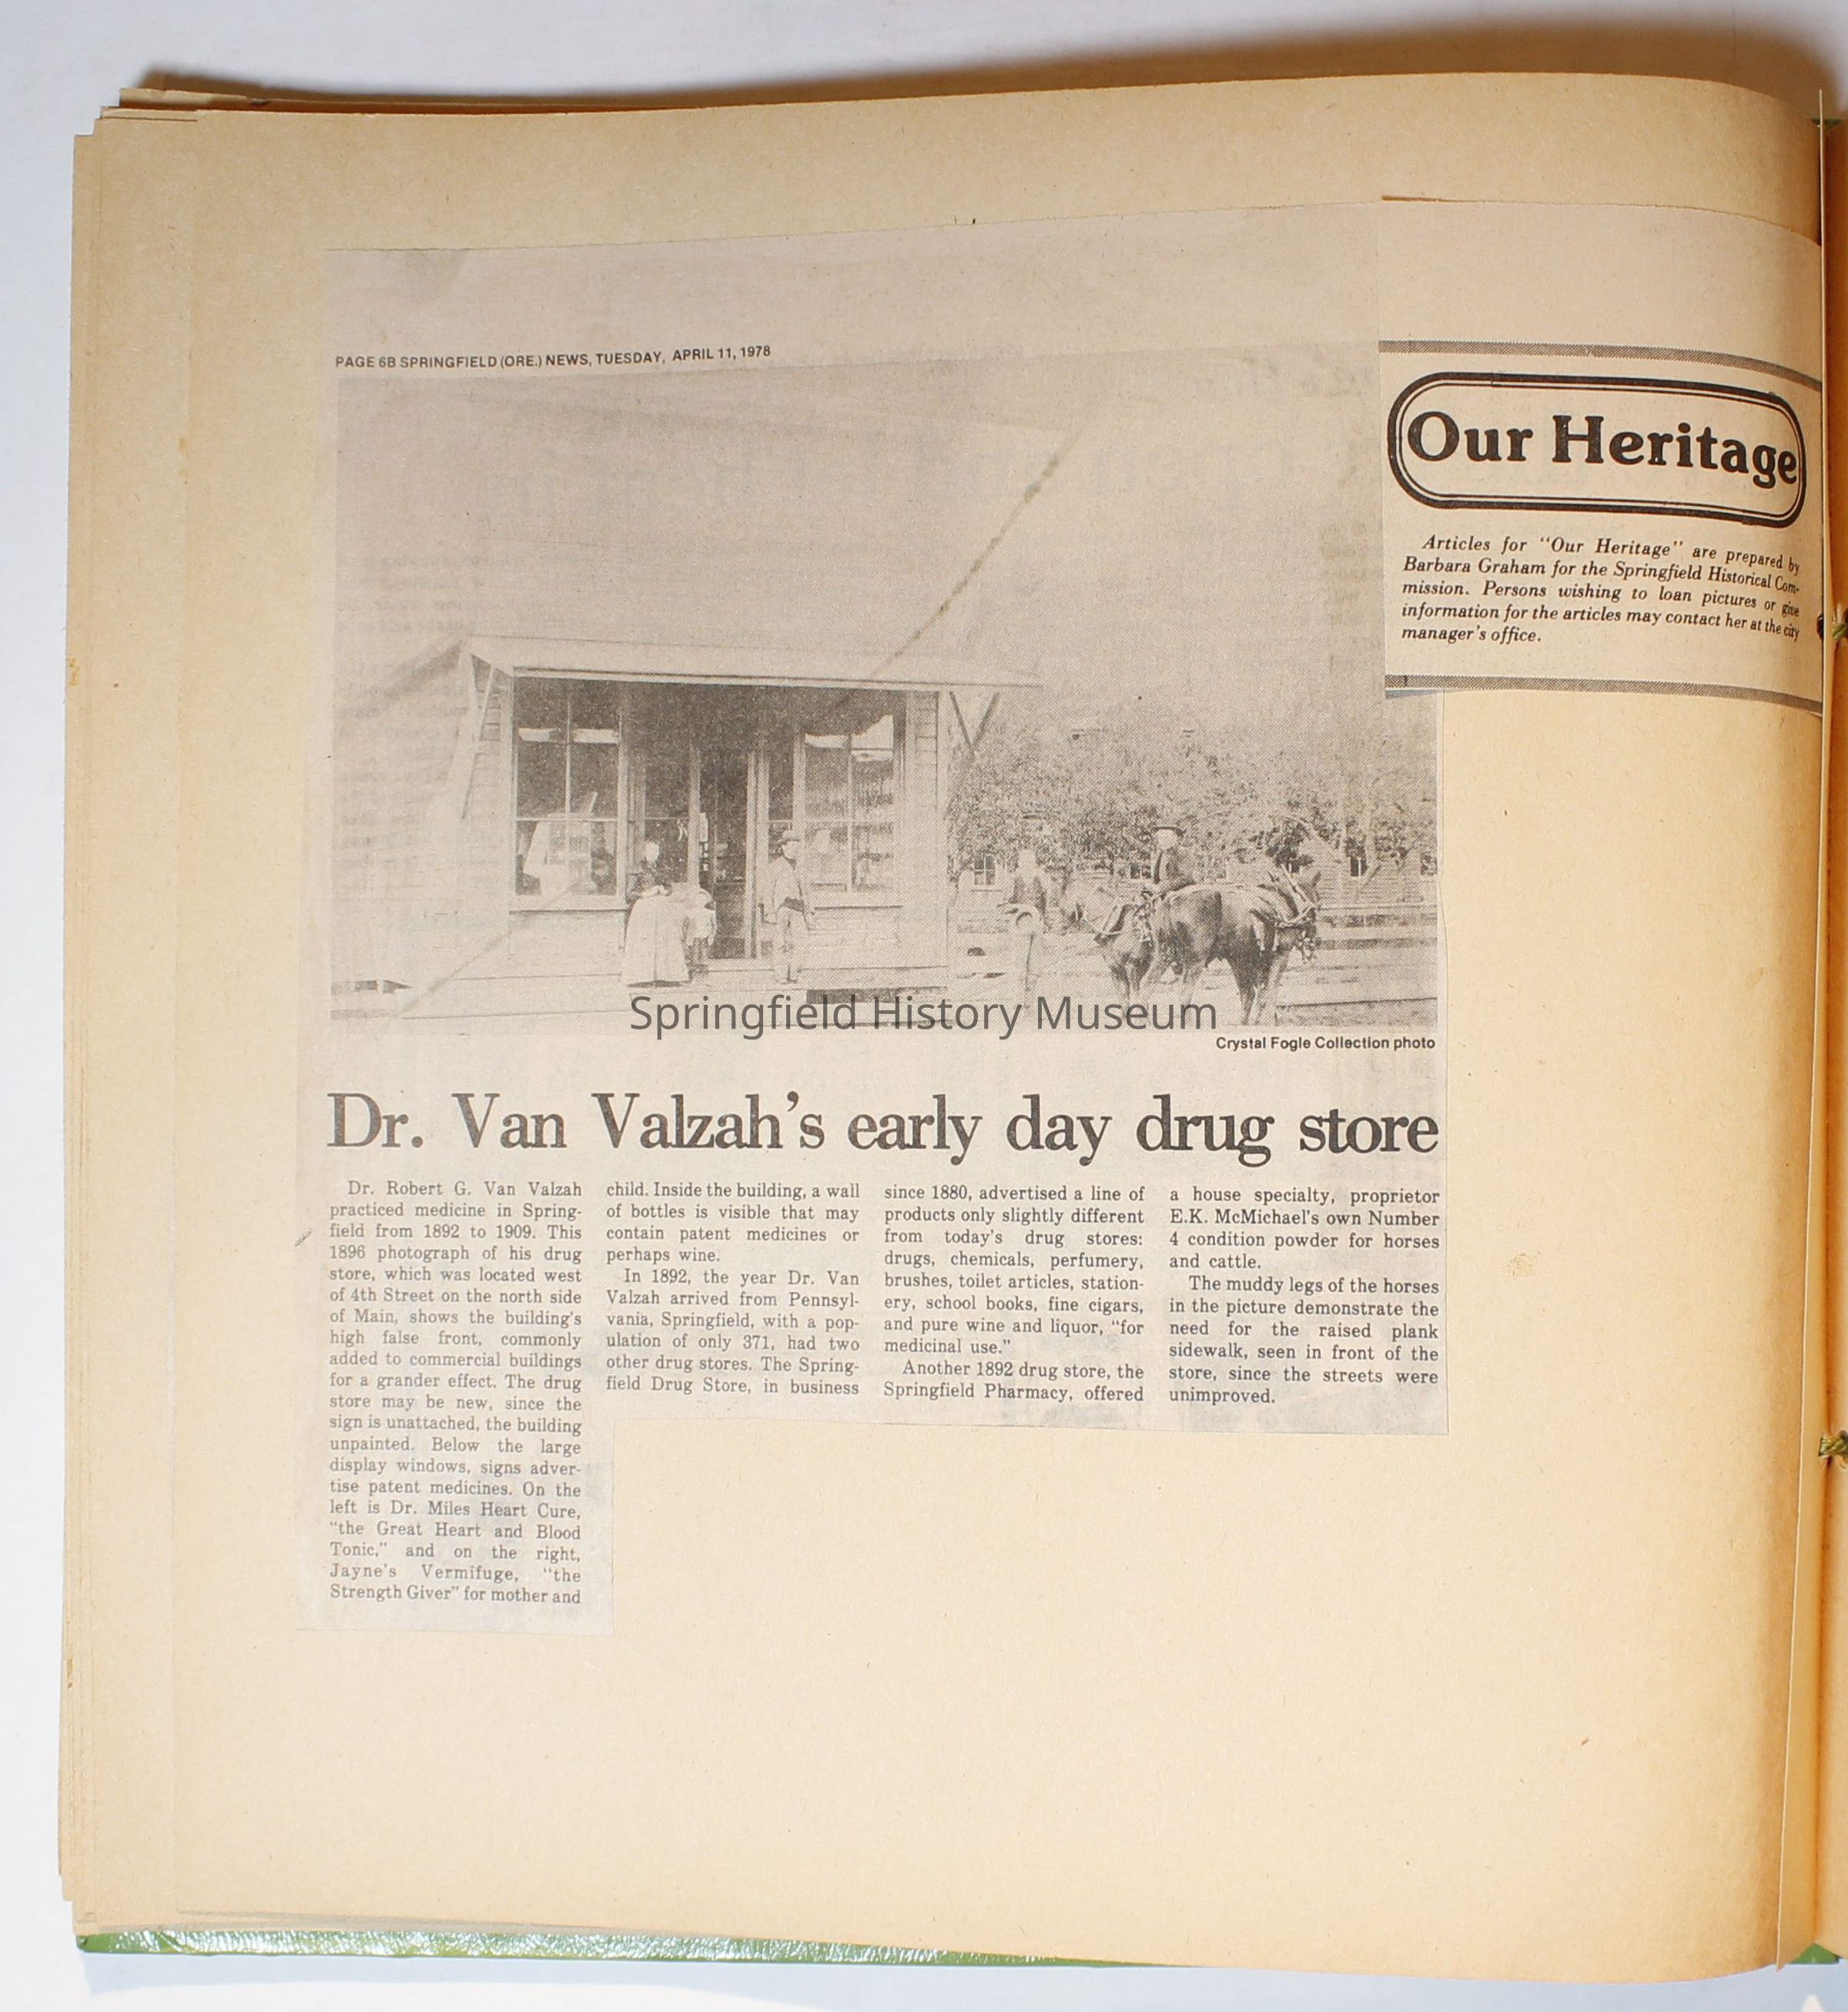 PAGE 6B SPRINGFIELD (ORE.) NEWS, TUESDAY, APRIL 11, 1978
Our Heritage
Articles for "Our Heritage" are prepared by
Barbara Graham for the Springfield Historical Com-
mission. Persons wishing to loan pictures or give
information for the articles may contact her at the city
manager's office.
Springfield History Museum
Crystal Fogle Collection photo
Dr. Van Valzah's early day drug store
Dr. Robert G. Van Valzah
practiced medicine in Spring-
field from 1892 to 1909. This
1896 photograph of his drug
store, which was located west
of 4th Street on the north side
of Main, shows the building's
high false front, commonly
added to commercial buildings
for a grander effect. The drug
store may be new, since the
sign is unattached, the building
unpainted. Below the large
display windows, signs adver-
tise patent medicines. On the
left is Dr. Miles Heart Cure,
"the Great Heart and Blood
Tonic," and on the right,
Jayne's Vermifuge, "the
Strength Giver" for mother and
child. Inside the building, a wall
of bottles is visible that may
contain patent medicines or
perhaps wine.
In 1892, the year Dr. Van
Valzah arrived from Pennsyl-
vania, Springfield, with a pop-
ulation of only 371, had two
other drug stores. The Spring-
field Drug Store, in business
since 1880, advertised a line of
products only slightly different
from today's drug stores:
drugs, chemicals, perfumery,
brushes, toilet articles, station-
ery, school books, fine cigars,
and pure wine and liquor, "for
medicinal use."
Another 1892 drug store, the
Springfield Pharmacy, offered
a house specialty, proprietor
E.K. McMichael's own Number
4 condition powder for horses
and cattle.
The muddy legs of the horses
in the picture demonstrate the
need for the raised plank
sidewalk, seen in front of the
store, since the streets were
unimproved.